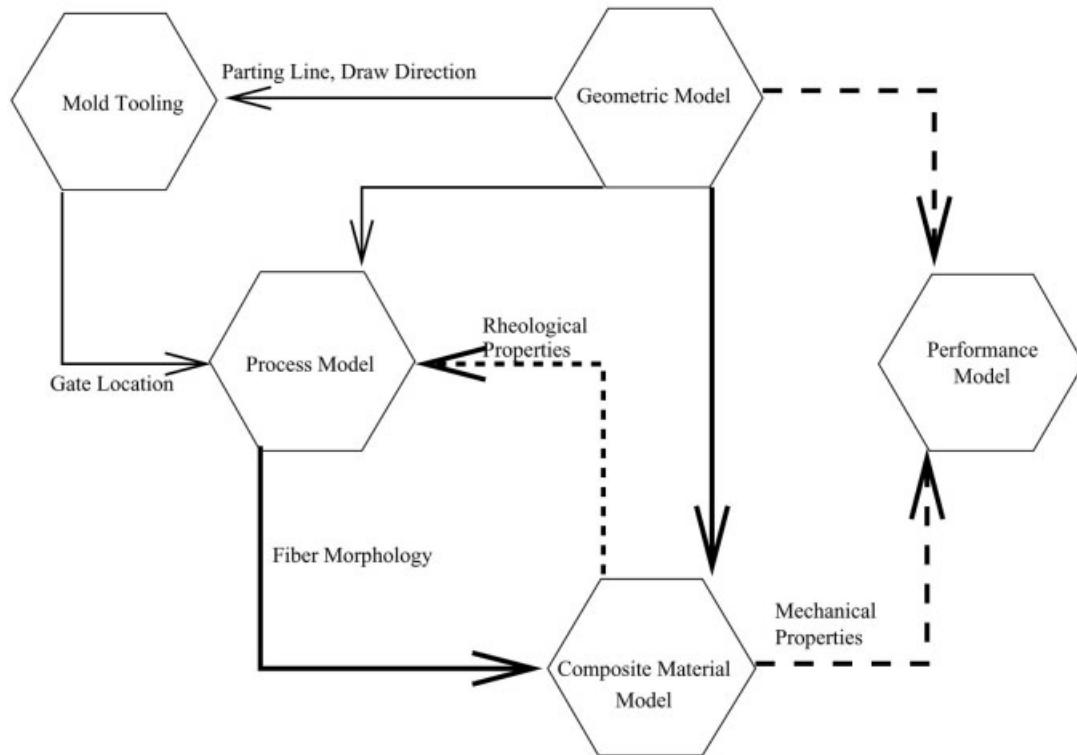 Parting Line, Draw Direction
Mold Tooling
Geometric Model
Rheological
Properties
Process Model
Performance
Model
Gate Location
Fiber Morphology
Mechanical
Properties
Composite Material
Model